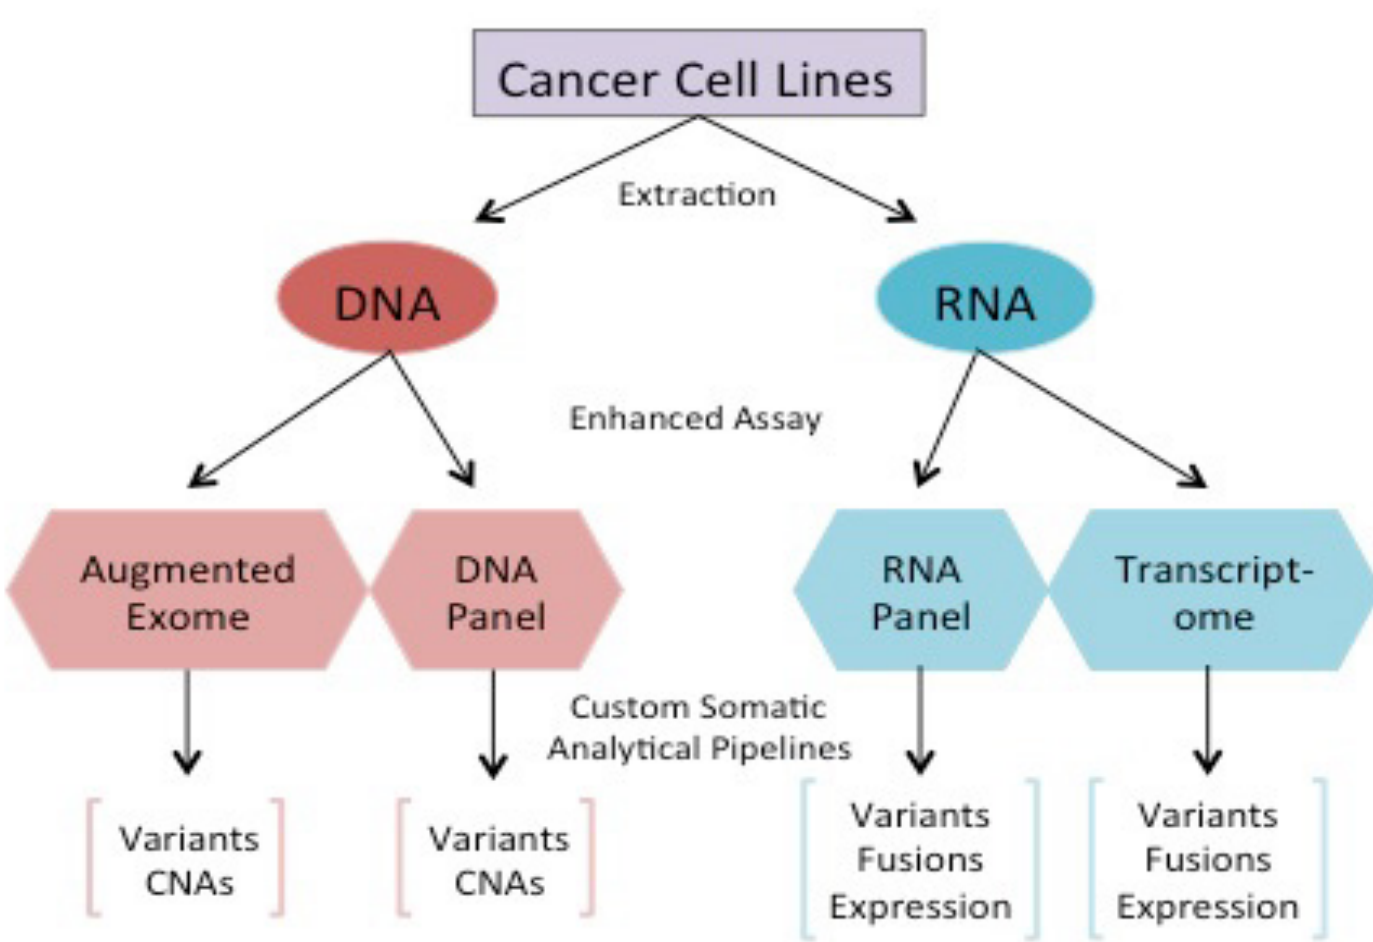 Cancer Cell Lines
Extraction
DNA
RNA
Enhanced Assay
Augmented
Exome
DNA
Panel
RNA
Panel
Transcript-
ome
Custom Somatic
Analytical Pipelines
Variants
CNAs
Variants
CNAs
Variants
Fusions
Expression
Variants
Fusions
Expression